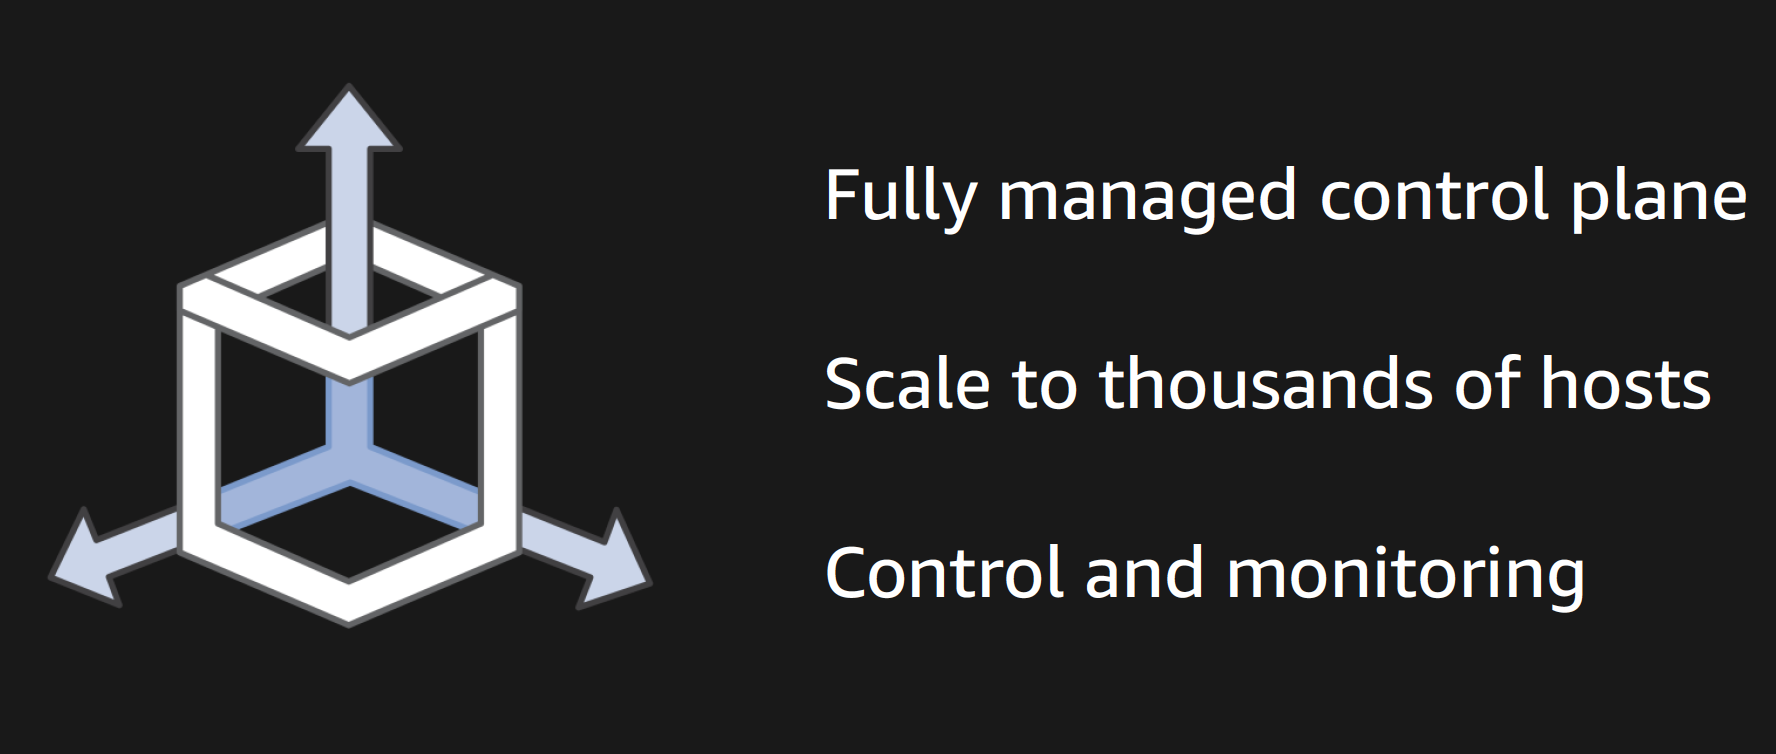 Fully managed control plane
Scale to thousands of hosts
Control and monitoring